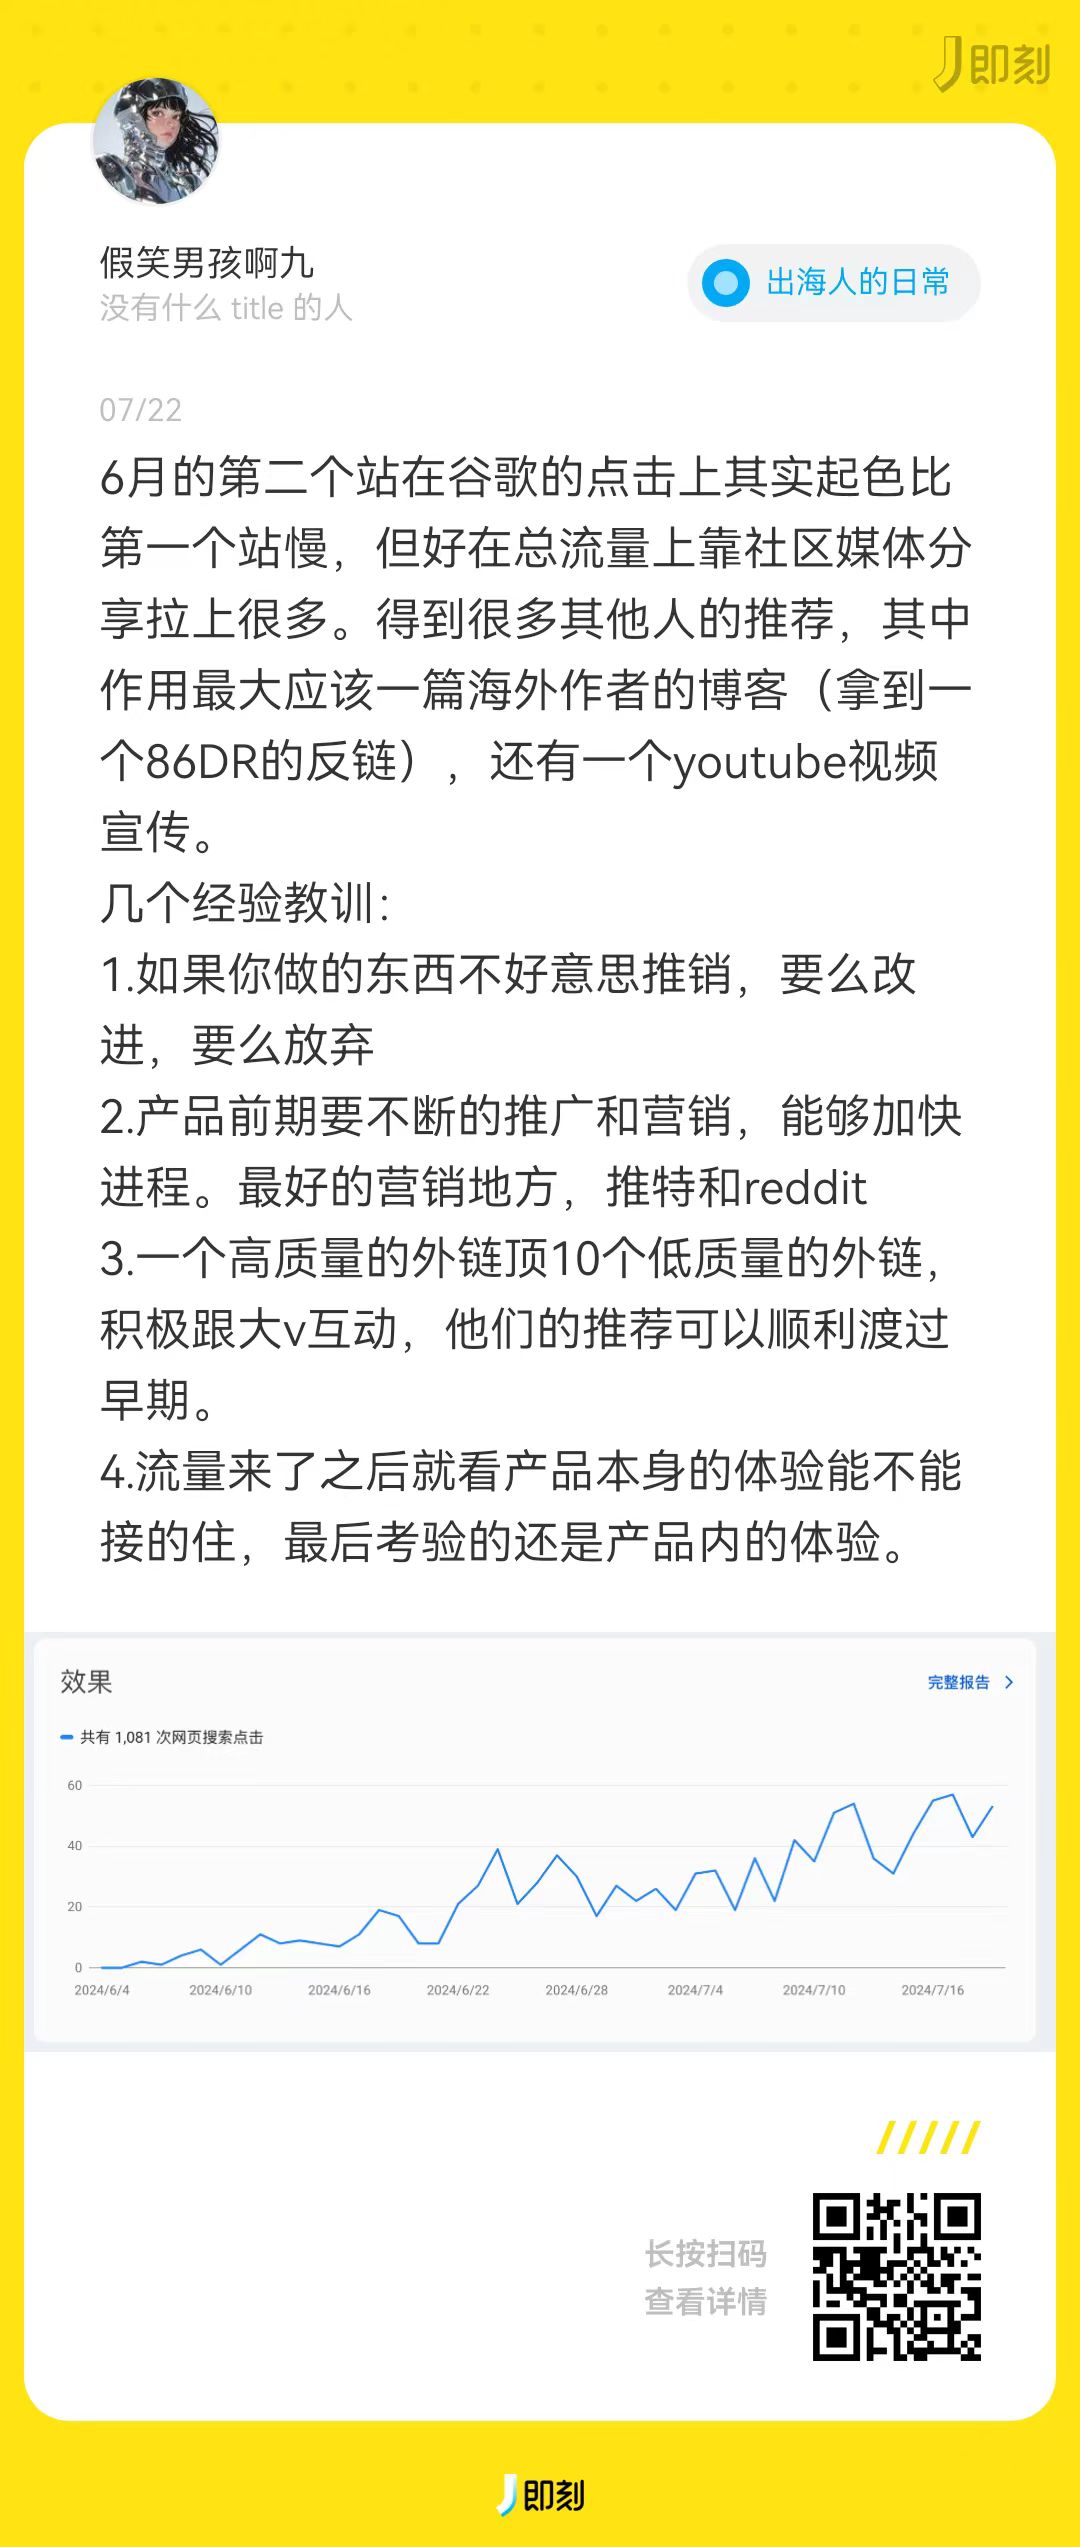 即刻
假笑男孩啊九
没有什么 title 的人
出海人的日常
07/22
6月的第二个站在谷歌的点击上其实起色比
第一个站慢，但好在总流量上靠社区媒体分
享拉上很多。得到很多其他人的推荐，其中
作用最大应该一篇海外作者的博客（拿到一
个86DR的反链），还有一个youtube视频
宣传。
几个经验教训：
1.如果你做的东西不好意思推销，要么改
进，要么放弃
2.产品前期要不断的推广和营销，能够加快
进程。最好的营销地方，推特和reddit
3.一个高质量的外链顶10个低质量的外链，
积极跟大v互动，他们的推荐可以顺利渡过
早期。
4.流量来了之后就看产品本身的体验能不能
接的住，最后考验的还是产品内的体验。
效果
完整报告
共有 1,081 次网页搜索点击
60
40
20
0
2024/6/4 2024/6/10 2024/6/16 2024/6/22 2024/6/28 2024/7/4 2024/7/10 2024/7/16
长按扫码
查看详情
即刻